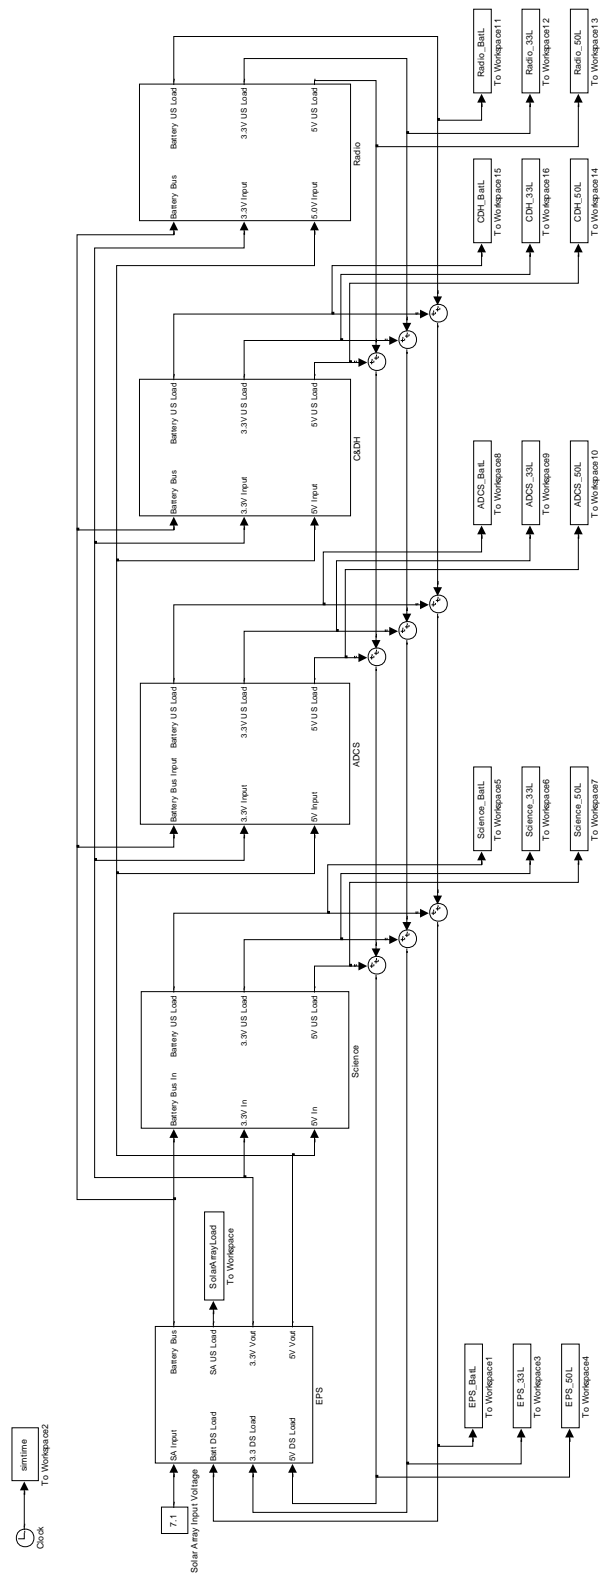 Clock
simtime
To Workspace2
7.1
Solar Array Input Voltage
SA Input
Batt DS Load
3.3 DS Load
5V DS Load
Battery Bus
SA US Load
3.3V Vout
5V Vout
EPS
SolarArrayLoad
To Workspace
EPS_BatL
To Workspace1
EPS_33L
To Workspace3
EPS_50L
To Workspace4
Battery Bus In
3.3V In
5V In
Battery US Load
3.3V US Load
5V US Load
Science
Science_BatL
To Workspace5
Science_33L
To Workspace6
Science_50L
To Workspace7
Battery Bus Input
3.3V Input
5V Input
Battery US Load
3.3V US Load
5V US Load
ADCS
ADCS_BatL
To Workspace8
ADCS_33L
To Workspace9
ADCS_50L
To Workspace10
Battery Bus
3.3V Input
5V Input
Battery US Load
3.3V US Load
5V US Load
C&DH
CDH_BatL
To Workspace15
CDH_33L
To Workspace16
CDH_50L
To Workspace14
Battery Bus
3.3V Input
5.0V Input
Battery US Load
3.3V US Load
5V US Load
Radio
Radio_BatL
To Workspace11
Radio_33L
To Workspace12
Radio_50L
To Workspace13